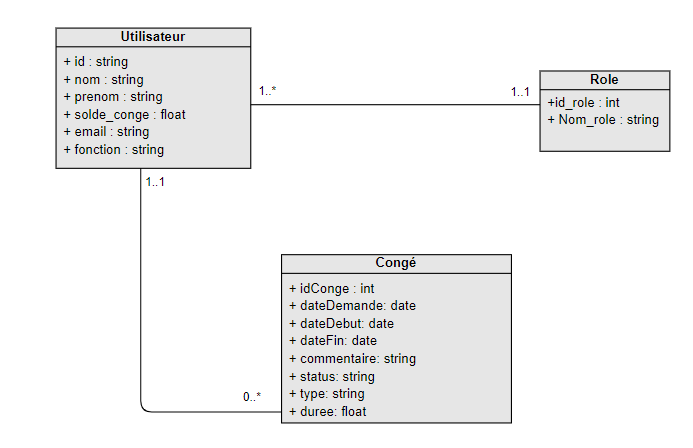 Utilisateur
+ id : string
+ nom : string
+ prenom : string
+ solde_conge : float
+ email : string
+ fonction : string
1..*
1..1
Role
+id_role : int
+ Nom_role : string
1..1
0..*
Congé
+ idConge : int
+ dateDemande: date
+ dateDebut: date
+ dateFin: date
+ commentaire: string
+ status: string
+ type: string
+ duree: float